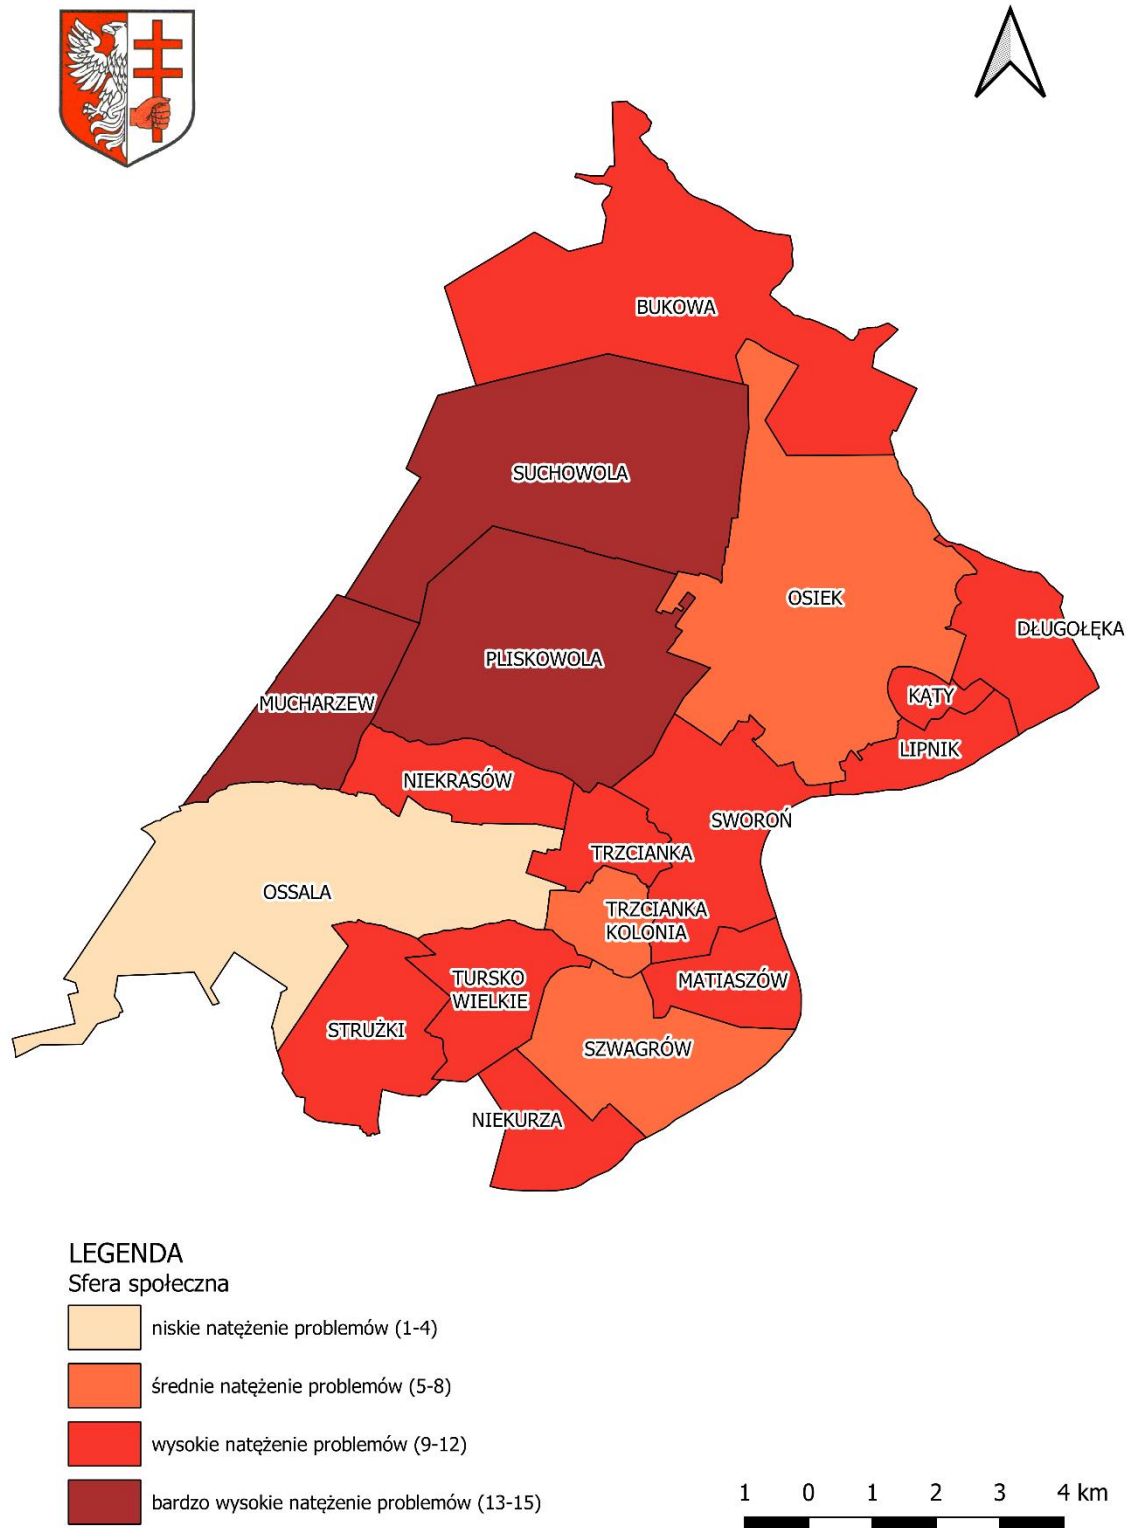 BUKOWA
SUCHOWOLA
OSIEK
DŁUGOŁĘKA
PLISKOWOLA
KĄTY
MUCHARZEW
LIPNIK
NIEKRASÓW
SWOROŃ
TRZCIANKA
OSSALA
TRZCIANKA
KOLONIA
TURSKO
WIELKIE
MATIASZÓW
STRUŻKI
SZWAGRÓW
NIEKURZA
LEGENDA
Sfera społeczna
niskie natężenie problemów (1-4)
średnie natężenie problemów (5-8)
wysokie natężenie problemów (9-12)
bardzo wysokie natężenie problemów (13-15)
1 0 1 2 3 4 km